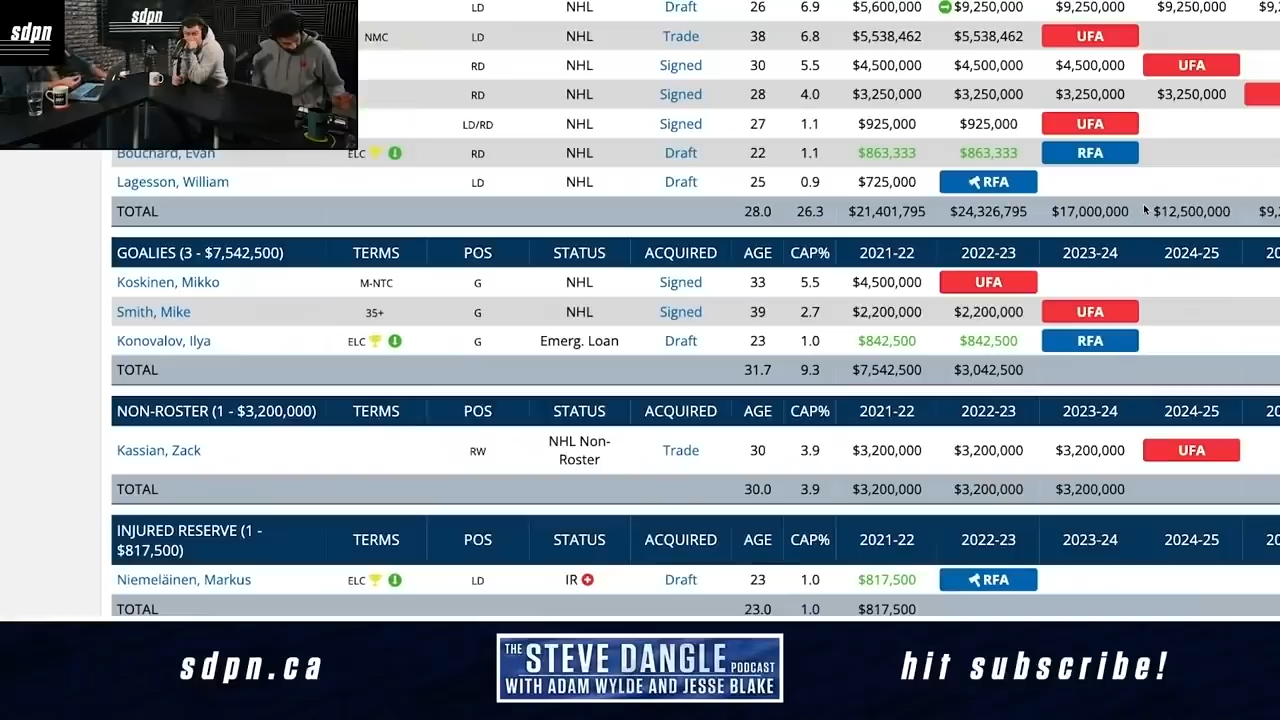 sdpn
sdpn
LD NHL Draft 26 6.9 $5,600,000 $9,250,000 $9,250,000 $9,250,000
NMC LD NHL Trade 38 6.8 $5,538,462 $5,538,462 UFA
RD NHL Signed 30 5.5 $4,500,000 $4,500,000 $4,500,000 UFA
RD NHL Signed 28 4.0 $3,250,000 $3,250,000 $3,250,000 $3,250,000
LD/RD NHL Signed 27 1.1 $925,000 $925,000 UFA
Bouchard, Evan ELC RD NHL Draft 22 1.1 $863,333 $863,333 RFA
Lagesson, William LD NHL Draft 25 0.9 $725,000 RFA
TOTAL 28.0 26.3 $21,401,795 $24,326,795 $17,000,000 $12,500,000
GOALIES (3 - $7,542,500) TERMS POS STATUS ACQUIRED AGE CAP% 2021-22 2022-23 2023-24 2024-25
Koskinen, Mikko M-NTC G NHL Signed 33 5.5 $4,500,000 UFA
Smith, Mike 35+ G NHL Signed 39 2.7 $2,200,000 $2,200,000 UFA
Konovalov, Ilya ELC G Emerg. Loan Draft 23 1.0 $842,500 $842,500 RFA
TOTAL 31.7 9.3 $7,542,500 $3,042,500
NON-ROSTER (1 - $3,200,000) TERMS POS STATUS ACQUIRED AGE CAP% 2021-22 2022-23 2023-24 2024-25
Kassian, Zack RW NHL Non-
Roster Trade 30 3.9 $3,200,000 $3,200,000 $3,200,000 UFA
TOTAL 30.0 3.9 $3,200,000 $3,200,000 $3,200,000
INJURED RESERVE (1 -
$817,500) TERMS POS STATUS ACQUIRED AGE CAP% 2021-22 2022-23 2023-24 2024-25
Niemeläinen, Markus ELC LD IR Draft 23 1.0 $817,500 RFA
TOTAL 23.0 1.0 $817,500
sdpn.ca
THE STEVE DANGLE PODCAST
WITH ADAM WYLDE AND JESSE BLAKE
hit subscribe!